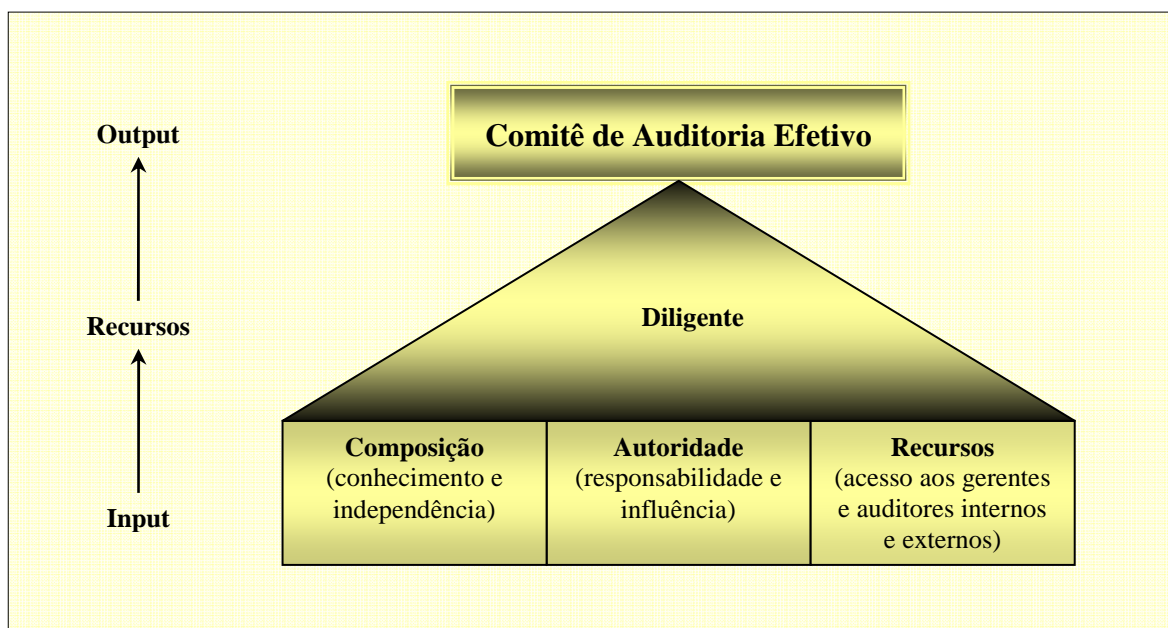 Output
Comitê de Auditoria Efetivo
Diligente
Recursos
Composição
(conhecimento e
independência)
Autoridade
(responsabilidade e
influência)
Recursos
(acesso aos gerentes
e auditores internos
e externos)
Input